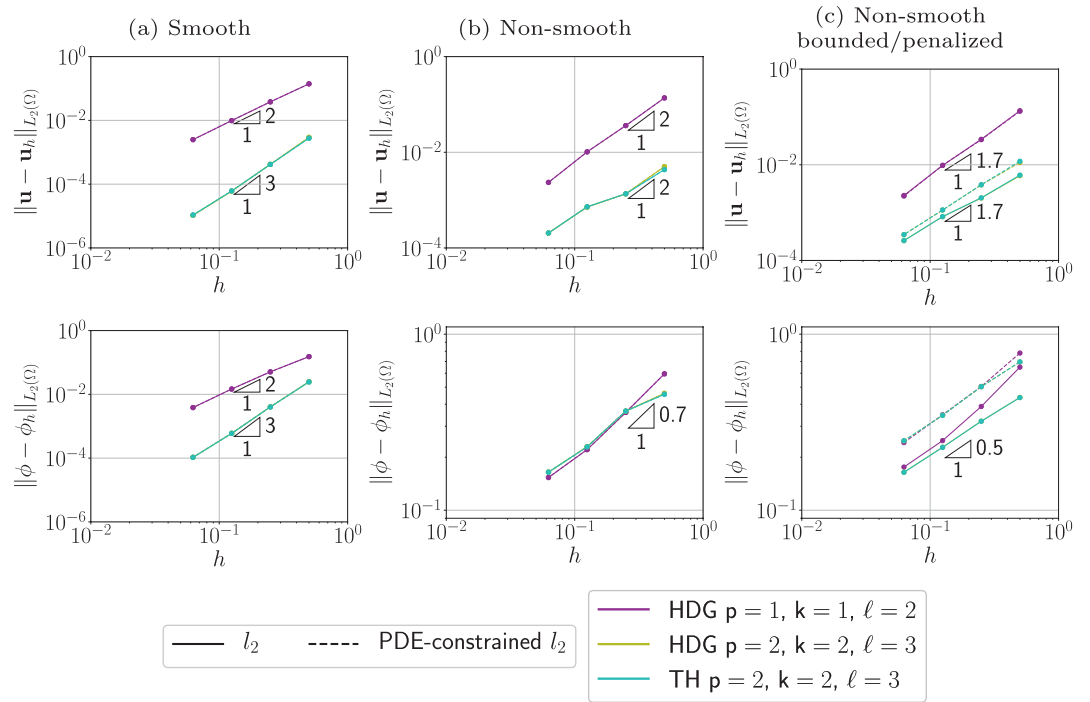 (a) Smooth
(b) Non-smooth
(c) Non-smooth
bounded/penalized
||u − u_h||_{L_2(Ω)}
10^0
10^{−2}
10^{−4}
10^{−6}
2
1
3
1
10^{−2}
10^{−1}
10^0
h
||u − u_h||_{L_2(Ω)}
10^0
10^{−2}
10^{−4}
2
1
2
1
10^{−2}
10^{−1}
10^0
h
||u − u_h||_{L_2(Ω)}
10^0
10^{−2}
10^{−4}
1.7
1
1.7
1
10^{−2}
10^{−1}
10^0
h
||ϕ − ϕ_h||_{L_2(Ω)}
10^0
10^{−2}
10^{−4}
10^{−6}
2
1
3
1
10^{−2}
10^{−1}
10^0
h
||ϕ − ϕ_h||_{L_2(Ω)}
10^0
10^{−1}
0.7
1
10^{−2}
10^{−1}
10^0
h
||ϕ − ϕ_h||_{L_2(Ω)}
10^0
10^{−1}
0.5
1
10^{−2}
10^{−1}
10^0
h
l_2
PDE-constrained l_2
HDG p = 1, k = 1, ℓ = 2
HDG p = 2, k = 2, ℓ = 3
TH p = 2, k = 2, ℓ = 3